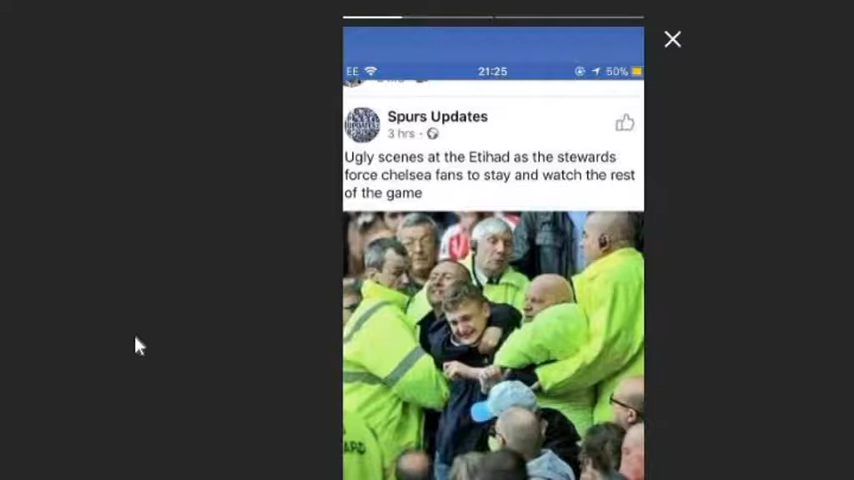 EE 21:25 50%
Spurs Updates
3 hrs
Ugly scenes at the Etihad as the stewards
force chelsea fans to stay and watch the rest
of the game